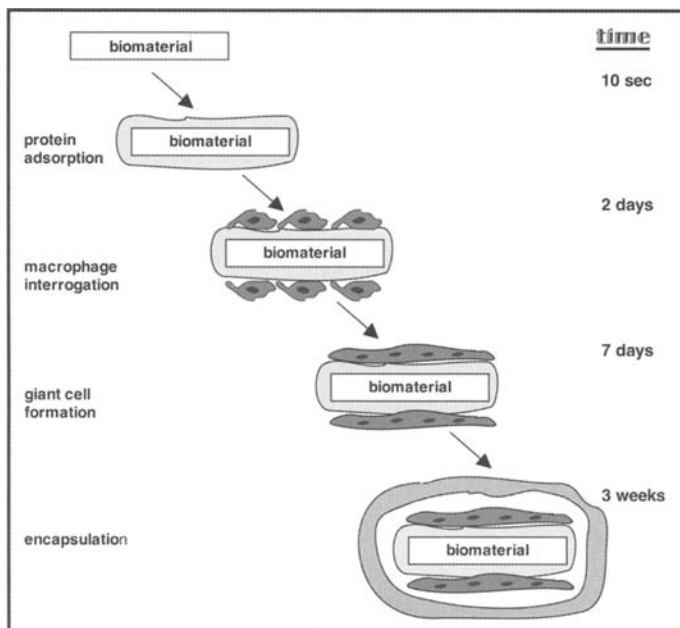 time
biomaterial
10 sec
protein
adsorption
biomaterial
2 days
macrophage
interrogation
biomaterial
7 days
giant cell
formation
biomaterial
3 weeks
encapsulation
biomaterial